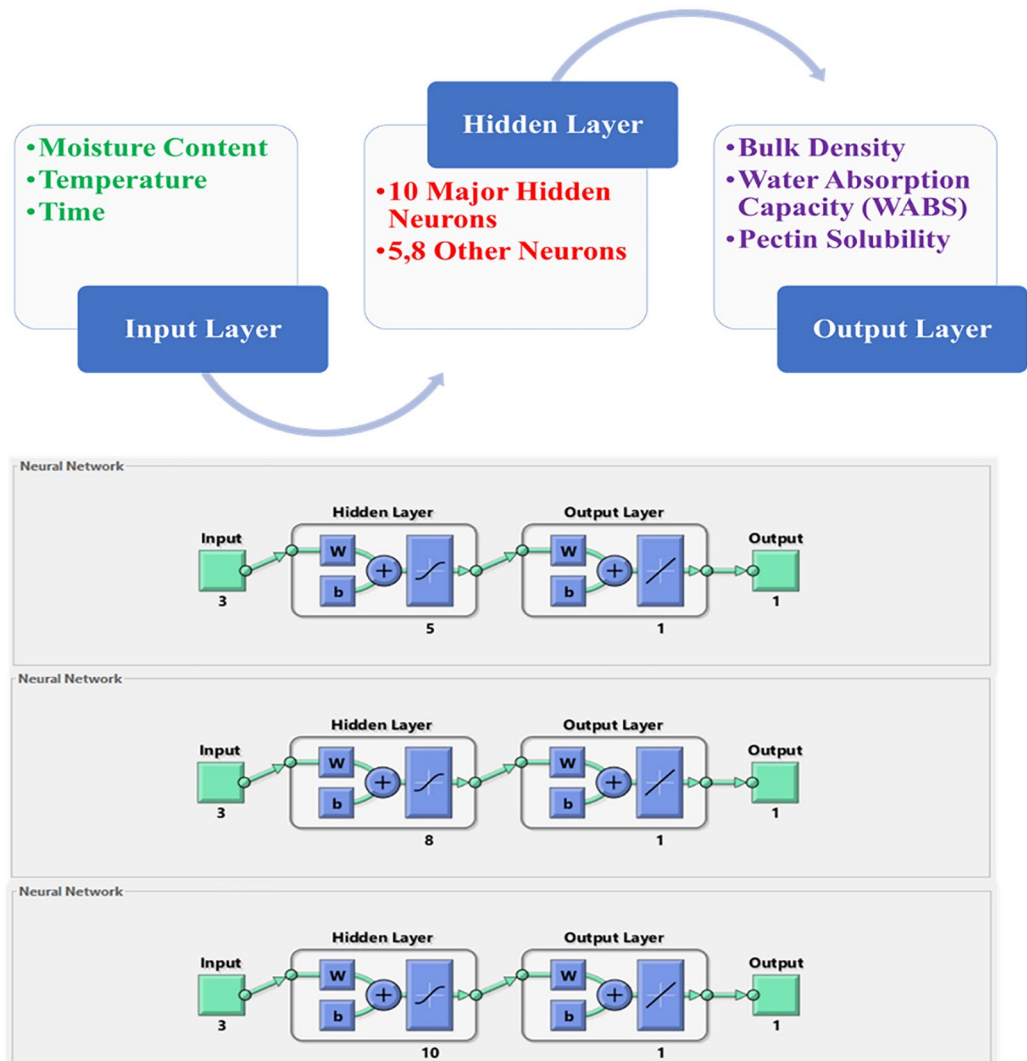 •Moisture Content
•Temperature
•Time
Input Layer
Hidden Layer
•10 Major Hidden
Neurons
•5,8 Other Neurons
•Bulk Density
•Water Absorption
Capacity (WABS)
•Pectin Solubility
Output Layer
Neural Network
Hidden Layer
Output Layer
Input
Output
W
b
+
W
b
+
3
5
1
1
Neural Network
Hidden Layer
Output Layer
Input
Output
W
b
+
W
b
+
3
8
1
1
Neural Network
Hidden Layer
Output Layer
Input
Output
W
b
+
W
b
+
3
10
1
1